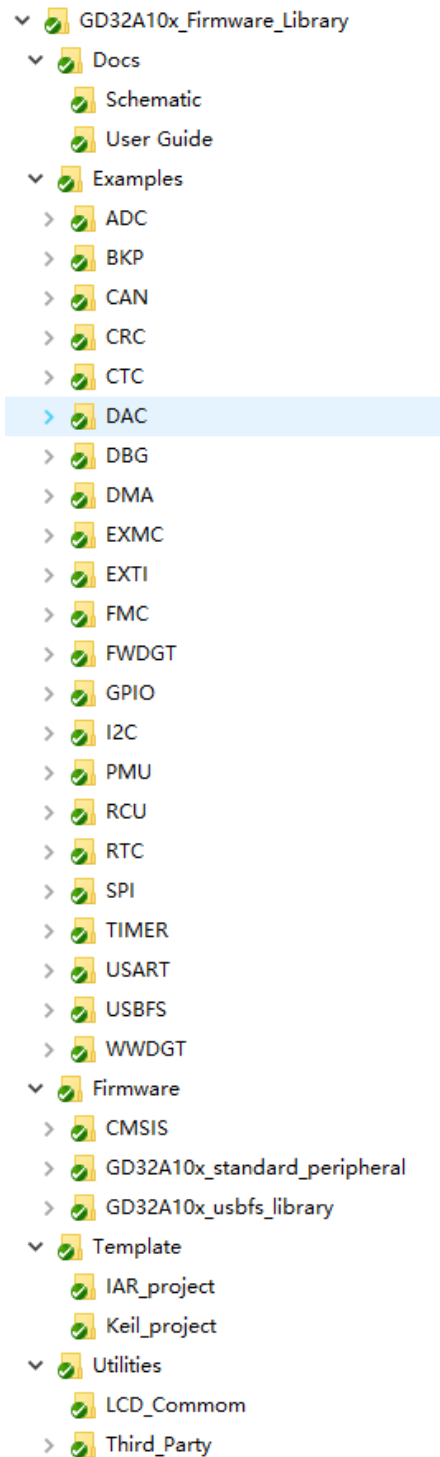 GD32A10x_Firmware_Library
Docs
Schematic
User Guide
Examples
ADC
BKP
CAN
CRC
CTC
DAC
DBG
DMA
EXMC
EXTI
FMC
FWDGT
GPIO
I2C
PMU
RCU
RTC
SPI
TIMER
USART
USBFS
WWDGT
Firmware
CMSIS
GD32A10x_standard_peripheral
GD32A10x_usbfs_library
Template
IAR_project
Keil_project
Utilities
LCD_Commom
Third_Party